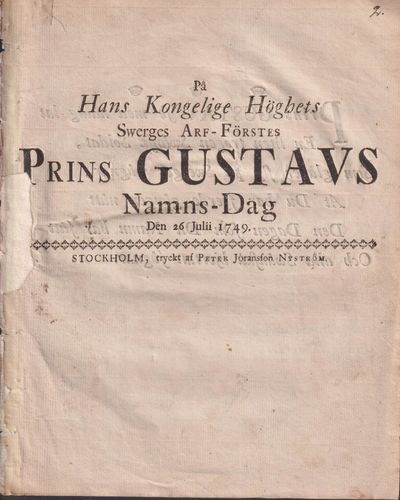 2.
På
Hans Kongelige Höghets
Swerges ARF-FÖRSTES
PRINS GUSTAVS
Namns-Dag
Den 26 Julii 1749.
STOCKHOLM, tryckt af PETER Jöransson NYSTRÖM.